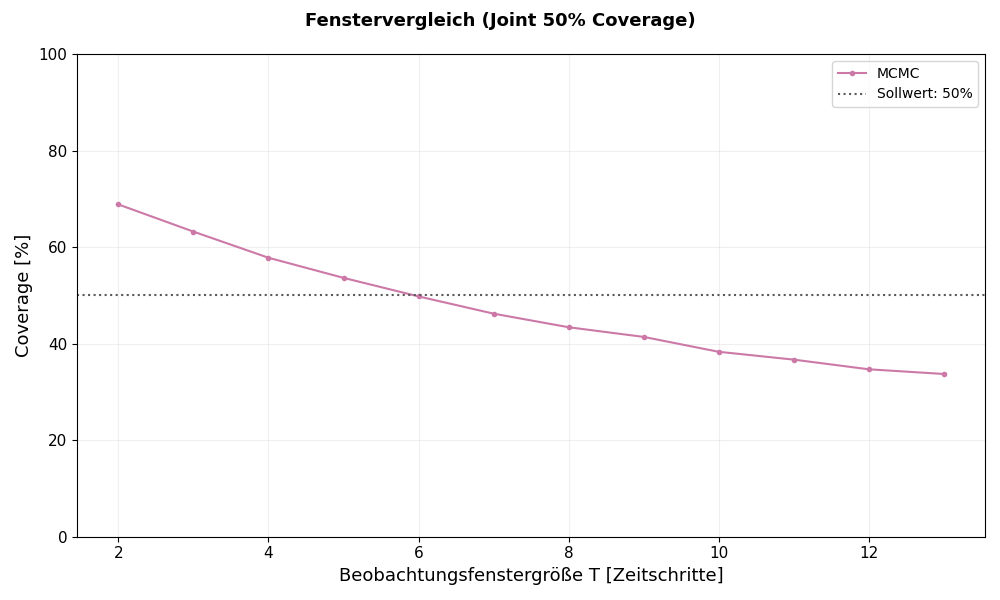 Fenstervergleich (Joint 50% Coverage)
100
80
60
40
20
0
Coverage [%]
MCMC
Sollwert: 50%
2
4
6
8
10
12
Beobachtungsfenstergröße T [Zeitschritte]